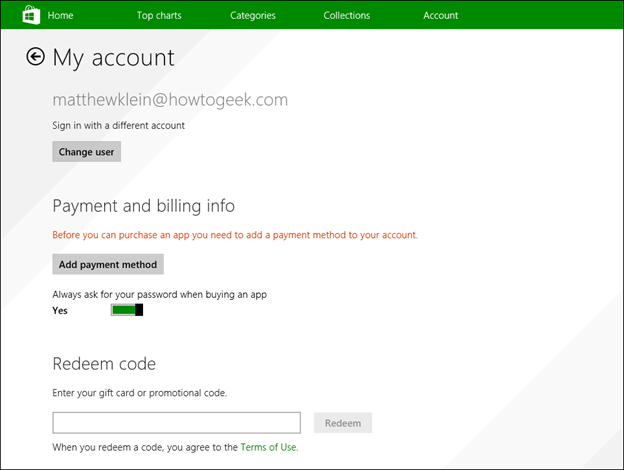 Home Top charts Categories Collections Account
My account
matthewklein@howtogeek.com
Sign in with a different account
Change user
Payment and billing info
Before you can purchase an app you need to add a payment method to your account.
Add payment method
Always ask for your password when buying an app
Yes
Redeem code
Enter your gift card or promotional code.
Redeem
When you redeem a code, you agree to the Terms of Use.